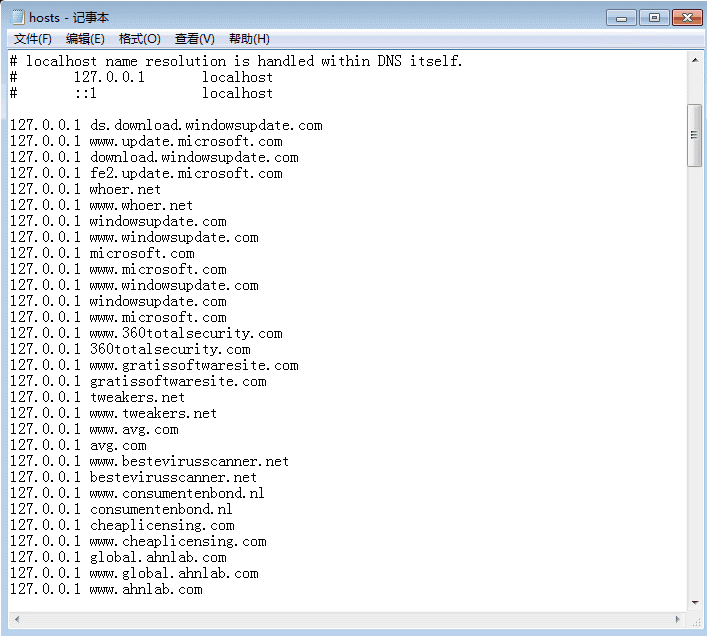 hosts - 记事本
文件(F) 编辑(E) 格式(O) 查看(V) 帮助(H)
# localhost name resolution is handled within DNS itself.
#       127.0.0.1       localhost
#       ::1             localhost

127.0.0.1 ds.download.windowsupdate.com
127.0.0.1 www.update.microsoft.com
127.0.0.1 download.windowsupdate.com
127.0.0.1 fe2.update.microsoft.com
127.0.0.1 whoer.net
127.0.0.1 www.whoer.net
127.0.0.1 windowsupdate.com
127.0.0.1 www.windowsupdate.com
127.0.0.1 microsoft.com
127.0.0.1 www.microsoft.com
127.0.0.1 www.windowsupdate.com
127.0.0.1 windowsupdate.com
127.0.0.1 www.microsoft.com
127.0.0.1 www.360totalsecurity.com
127.0.0.1 360totalsecurity.com
127.0.0.1 www.gratissoftwaresite.com
127.0.0.1 gratissoftwaresite.com
127.0.0.1 tweakers.net
127.0.0.1 www.tweakers.net
127.0.0.1 www.avg.com
127.0.0.1 avg.com
127.0.0.1 www.bestevirusscanner.net
127.0.0.1 bestevirusscanner.net
127.0.0.1 www.consumentenbond.nl
127.0.0.1 consumentenbond.nl
127.0.0.1 cheaplicensing.com
127.0.0.1 www.cheaplicensing.com
127.0.0.1 global.ahnlab.com
127.0.0.1 www.global.ahnlab.com
127.0.0.1 www.ahnlab.com